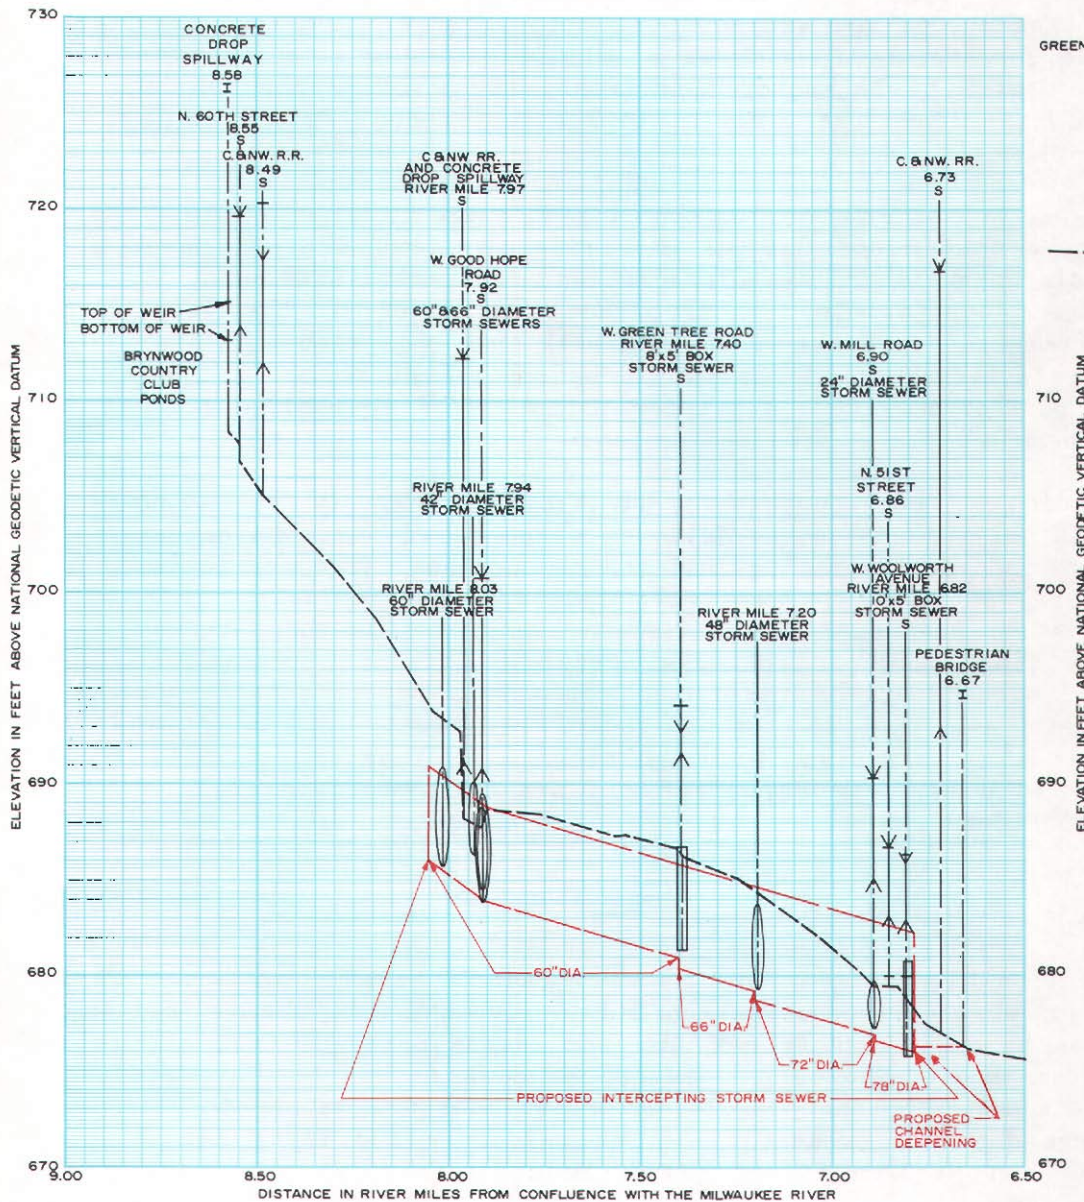 730
720
710
700
690
680
670
ELEVATION IN FEET ABOVE NATIONAL GEODETIC VERTICAL DATUM
CONCRETE
DROP
SPILLWAY
8.58
I
N. 60TH STREET
8.55
S
C.&NW. R.R.
8.49
S
TOP OF WEIR
BOTTOM OF WEIR
BRYNWOOD
COUNTRY
CLUB
PONDS
C.&NW. RR.
AND CONCRETE
DROP SPILLWAY
RIVER MILE 7.97
S
W. GOOD HOPE
ROAD
7.92
S
60"&66" DIAMETER
STORM SEWERS
RIVER MILE 7.94
42" DIAMETER
STORM SEWER
RIVER MILE 8.03
60" DIAMETER
STORM SEWER
W. GREEN TREE ROAD
RIVER MILE 7.40
8'x5' BOX
STORM SEWER
S
RIVER MILE 7.20
48" DIAMETER
STORM SEWER
W. MILL ROAD
6.90
S
24" DIAMETER
STORM SEWER
N. 51ST
STREET
6.86
S
W. WOOLWORTH
AVENUE
RIVER MILE 6.82
10'x5' BOX
STORM SEWER
S
C.&NW. RR.
6.73
S
PEDESTRIAN
BRIDGE
6.67
I
60" DIA.
66" DIA.
72" DIA.
78" DIA.
PROPOSED INTERCEPTING STORM SEWER
PROPOSED
CHANNEL
DEEPENING
GREEN
720
710
700
690
680
670
ELEVATION IN FEET ABOVE NATIONAL GEODETIC VERTICAL DATUM
9.00 8.50 8.00 7.50 7.00 6.50
DISTANCE IN RIVER MILES FROM CONFLUENCE WITH THE MILWAUKEE RIVER